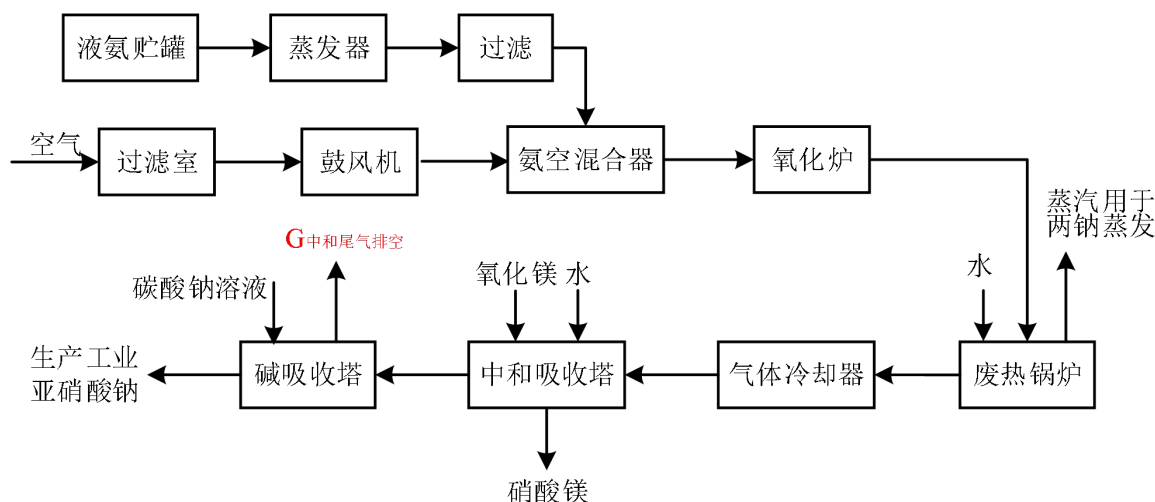 液氨贮罐
蒸发器
过滤
空气
过滤室
鼓风机
氨空混合器
氧化炉
蒸汽用于
两钠蒸发
G中和尾气排空
碳酸钠溶液
氧化镁 水
水
生产工业
亚硝酸钠
碱吸收塔
中和吸收塔
气体冷却器
废热锅炉
硝酸镁